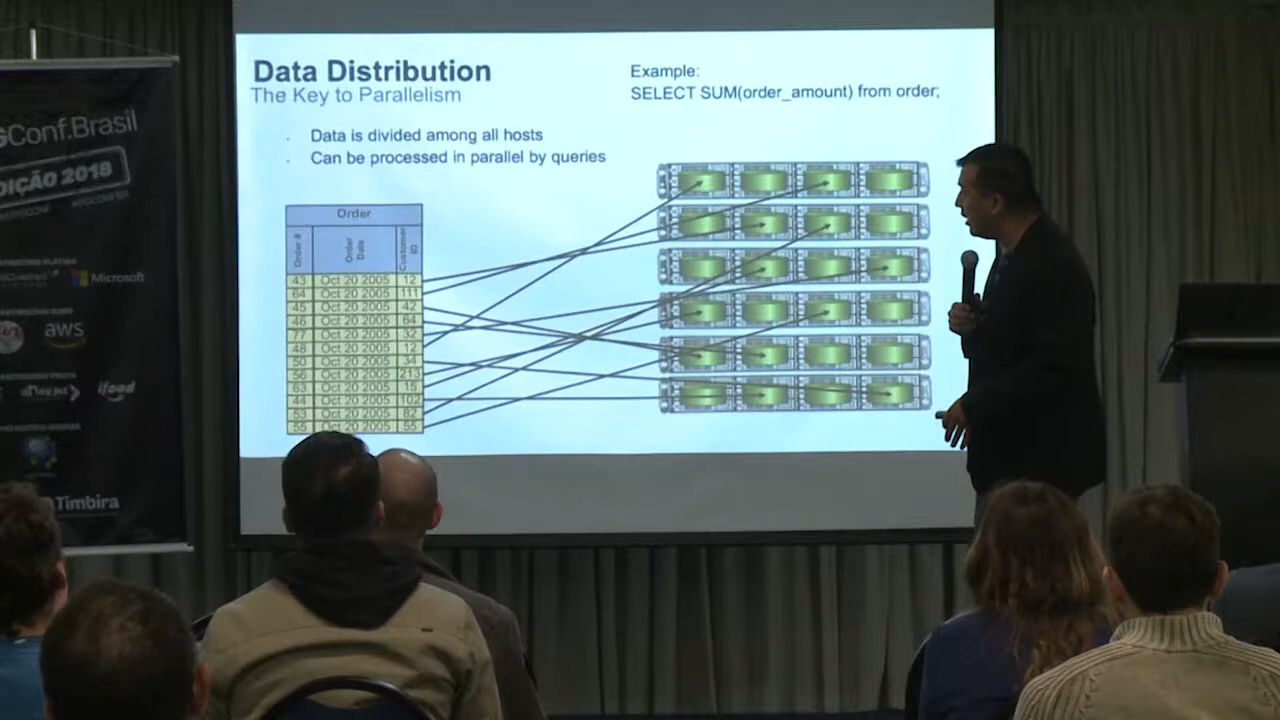 GConf.Brasil
DIÇÃO 2018
Microsoft
aws
ifood
Timbira
Data Distribution
The Key to Parallelism
Example:
SELECT SUM(order_amount) from order;
· Data is divided among all hosts
· Can be processed in parallel by queries
Order
Order # Order Date Customer ID
43 Oct 20 2005 12
64 Oct 20 2005 111
45 Oct 20 2005 42
46 Oct 20 2005 64
77 Oct 20 2005 32
48 Oct 20 2005 12
50 Oct 20 2005 34
56 Oct 20 2005 213
63 Oct 20 2005 15
44 Oct 20 2005 102
53 Oct 20 2005 82
55 Oct 20 2005 55